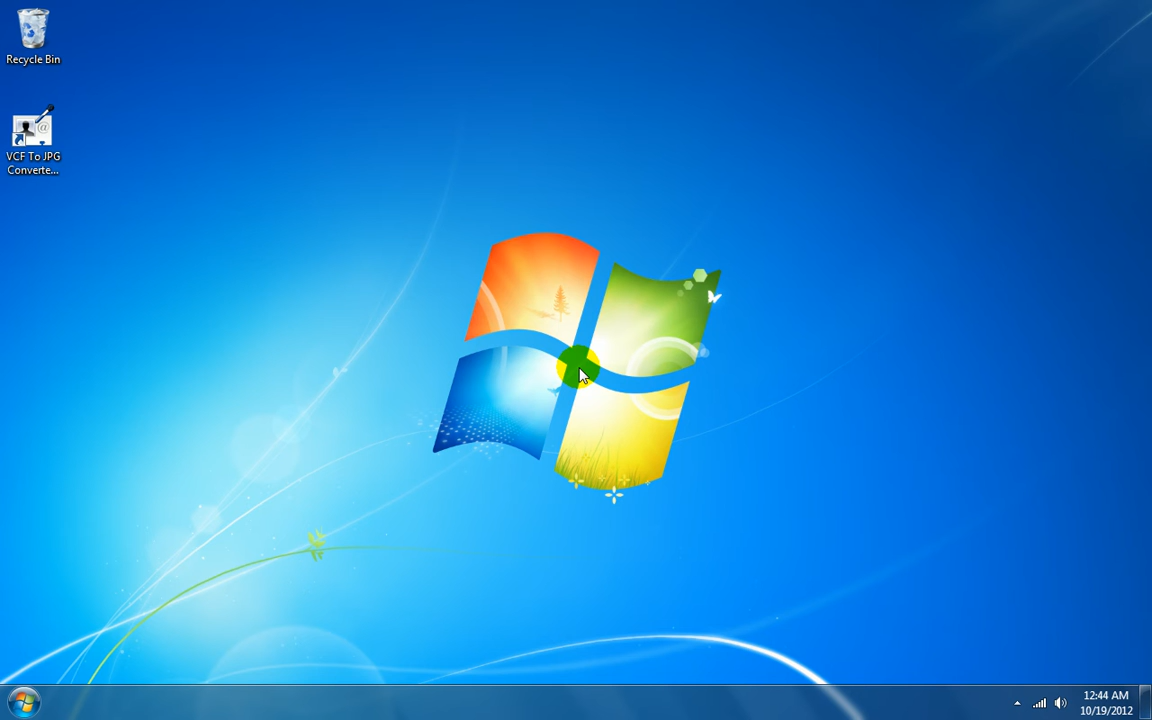 Recycle Bin
VCF To JPG
Converte...
12:44 AM
10/19/2012